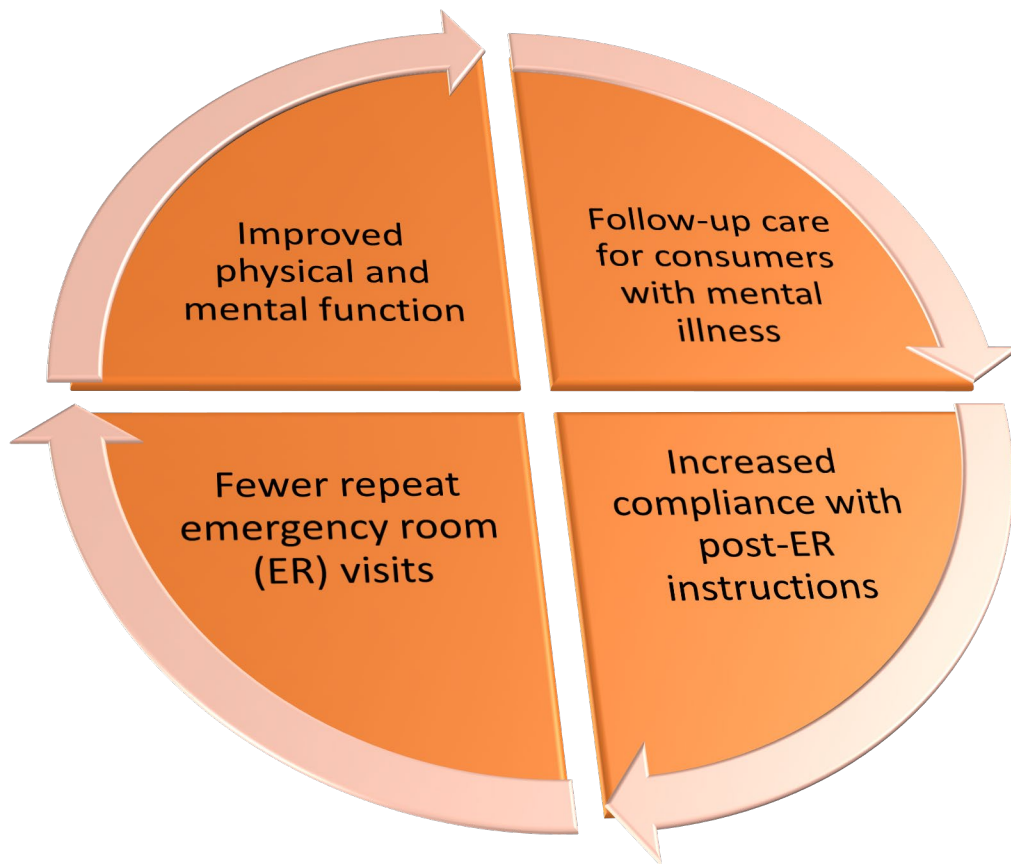 Improved
physical and
mental function
Follow-up care
for consumers
with mental
illness
Fewer repeat
emergency room
(ER) visits
Increased
compliance with
post-ER
instructions